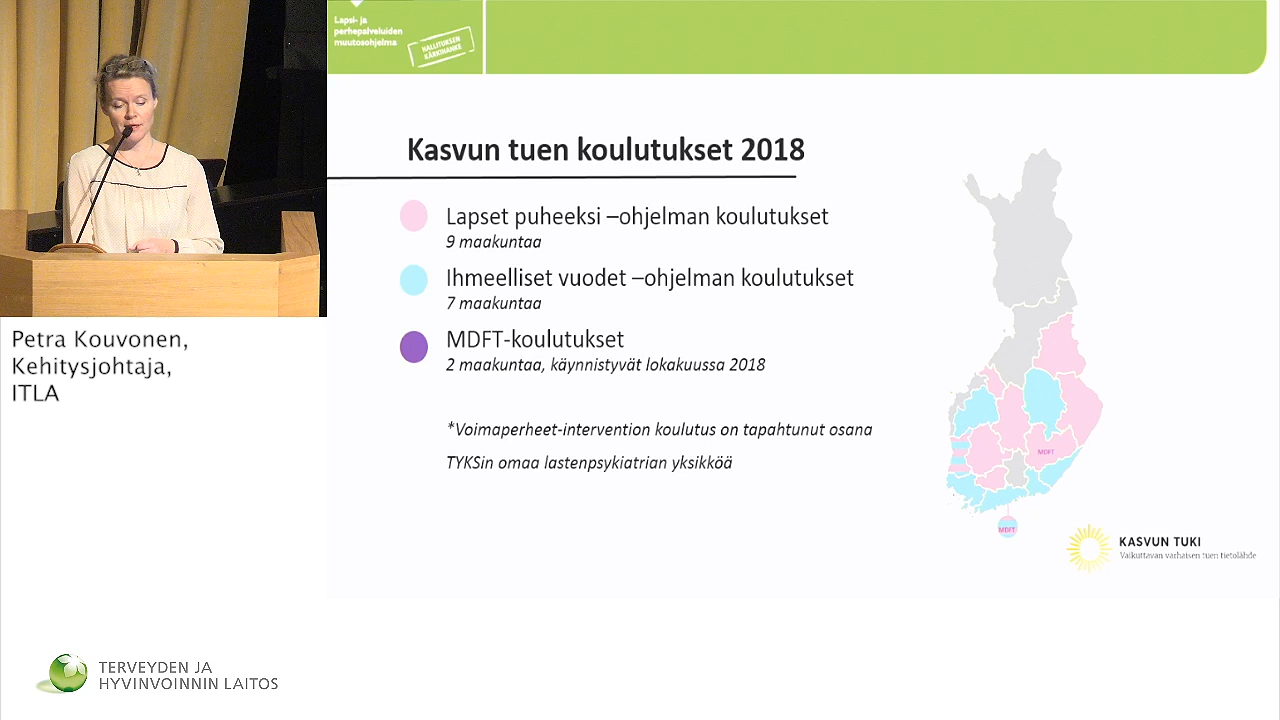 Lapsi- ja
perhepalveluiden
muutosohjelma
HALLITUKSEN
KÄRKIHANKE
Kasvun tuen koulutukset 2018
Lapset puheeksi –ohjelman koulutukset
9 maakuntaa
Ihmeelliset vuodet –ohjelman koulutukset
7 maakuntaa
MDFT-koulutukset
2 maakuntaa, käynnistyvät lokakuussa 2018
*Voimaperheet-intervention koulutus on tapahtunut osana
TYKSin omaa lastenpsykiatrian yksikköä
MDFT
MDFT
KASVUN TUKI
Vaikuttavan varhaisen tuen tietolähde
Petra Kouvonen,
Kehitysjohtaja,
ITLA
TERVEYDEN JA
HYVINVOINNIN LAITOS